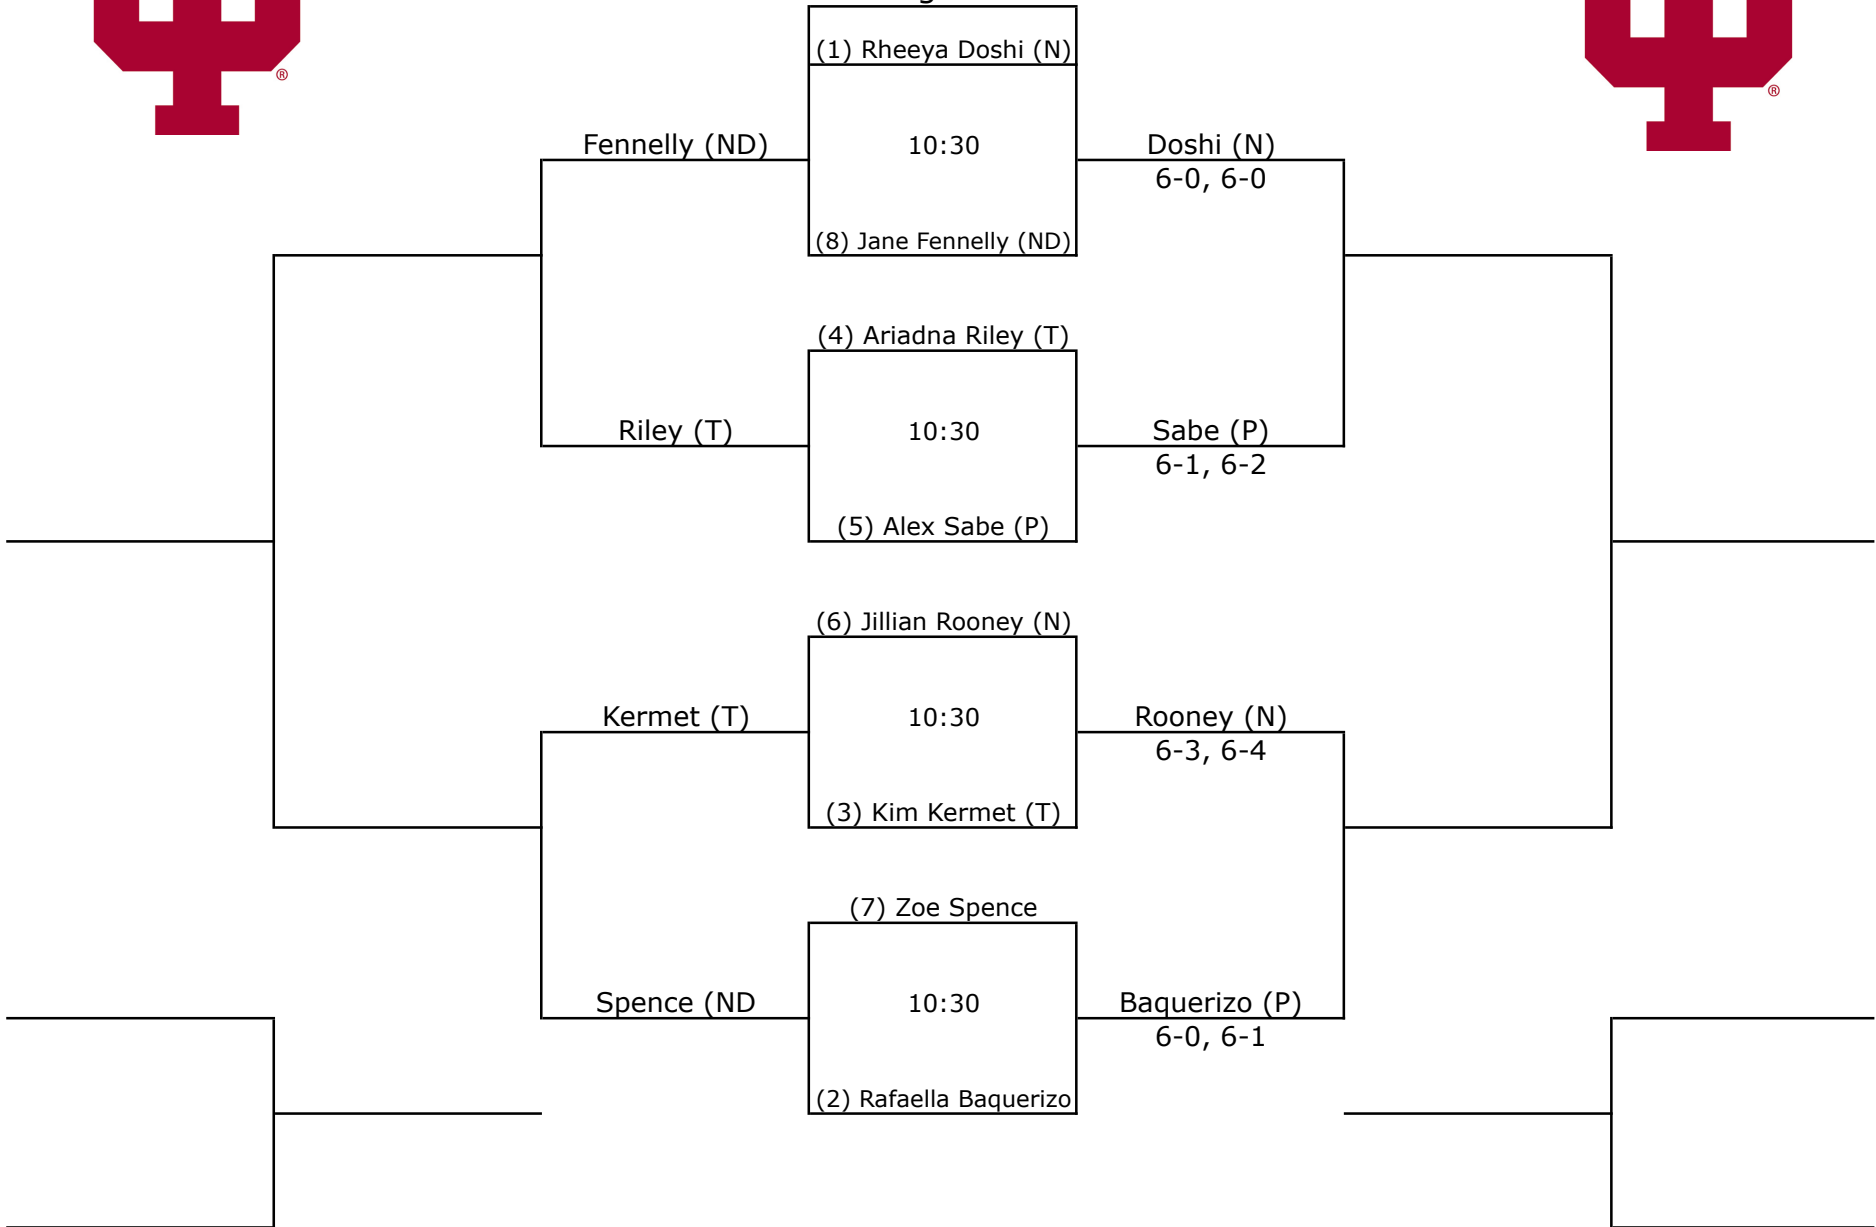 (1) Rheeya Doshi (N)
Fennelly (ND)
10:30
Doshi (N)
6-0, 6-0
(8) Jane Fennelly (ND)
(4) Ariadna Riley (T)
Riley (T)
10:30
Sabe (P)
6-1, 6-2
(5) Alex Sabe (P)
(6) Jillian Rooney (N)
Kermet (T)
10:30
Rooney (N)
6-3, 6-4
(3) Kim Kermet (T)
(7) Zoe Spence
Spence (ND
10:30
Baquerizo (P)
6-0, 6-1
(2) Rafaella Baquerizo